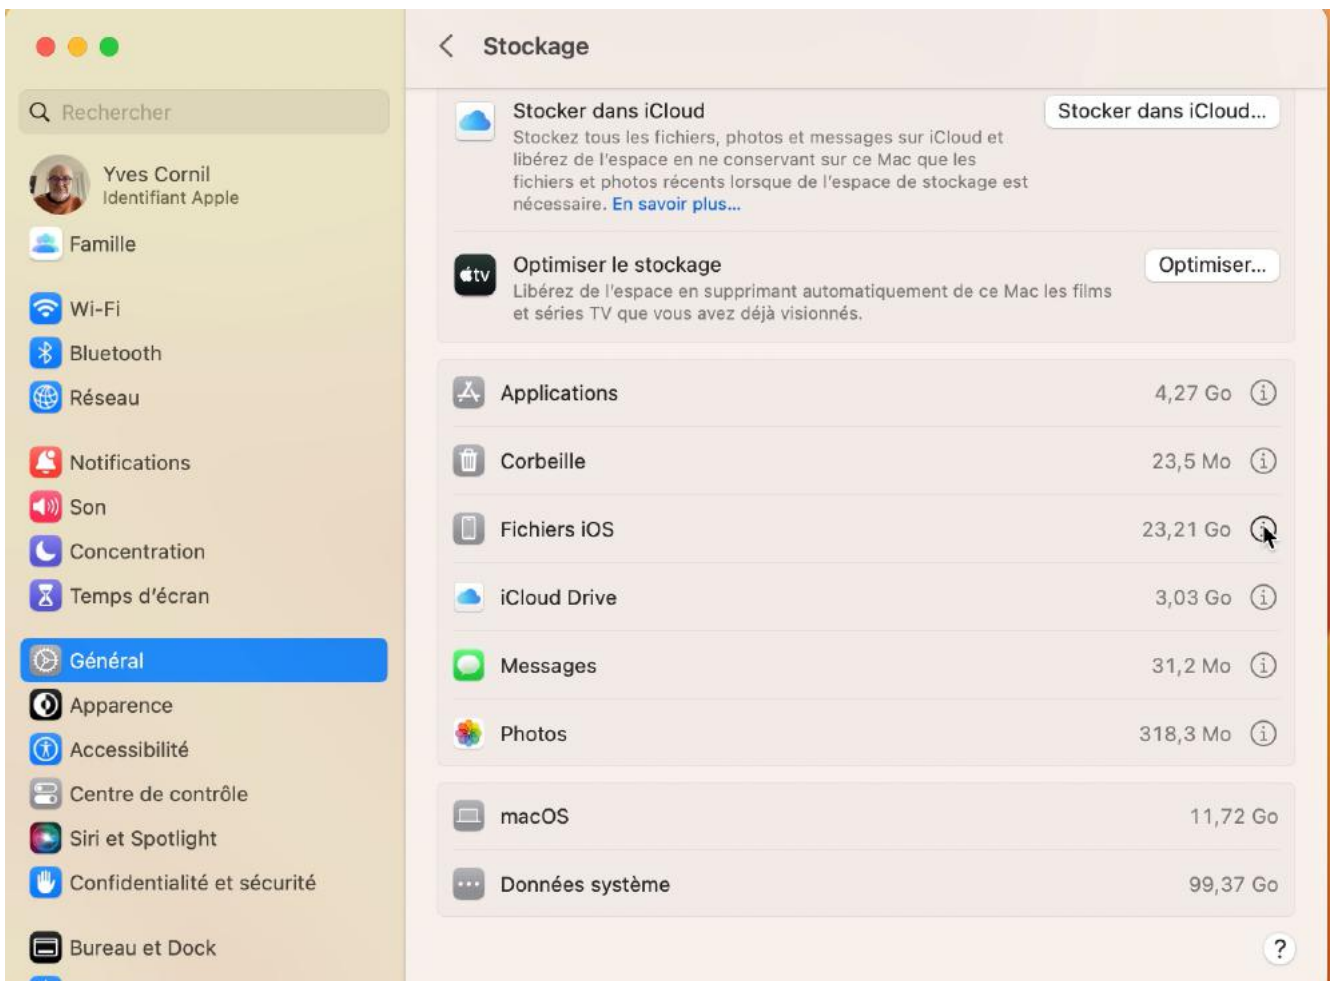 Stockage
Rechercher
Yves Cornil
Identifiant Apple
Famille
Wi-Fi
Bluetooth
Réseau
Notifications
Son
Concentration
Temps d'écran
Général
Apparence
Accessibilité
Centre de contrôle
Siri et Spotlight
Confidentialité et sécurité
Bureau et Dock
Stocker dans iCloud
Stocker dans iCloud...
Stockez tous les fichiers, photos et messages sur iCloud et
libérez de l'espace en ne conservant sur ce Mac que les
fichiers et photos récents lorsque de l'espace de stockage est
nécessaire. En savoir plus...
tv
Optimiser le stockage
Optimiser...
Libérez de l'espace en supprimant automatiquement de ce Mac les films
et séries TV que vous avez déjà visionnés.
Applications 4,27 Go
Corbeille 23,5 Mo
Fichiers iOS 23,21 Go
iCloud Drive 3,03 Go
Messages 31,2 Mo
Photos 318,3 Mo
macOS 11,72 Go
Données système 99,37 Go
?